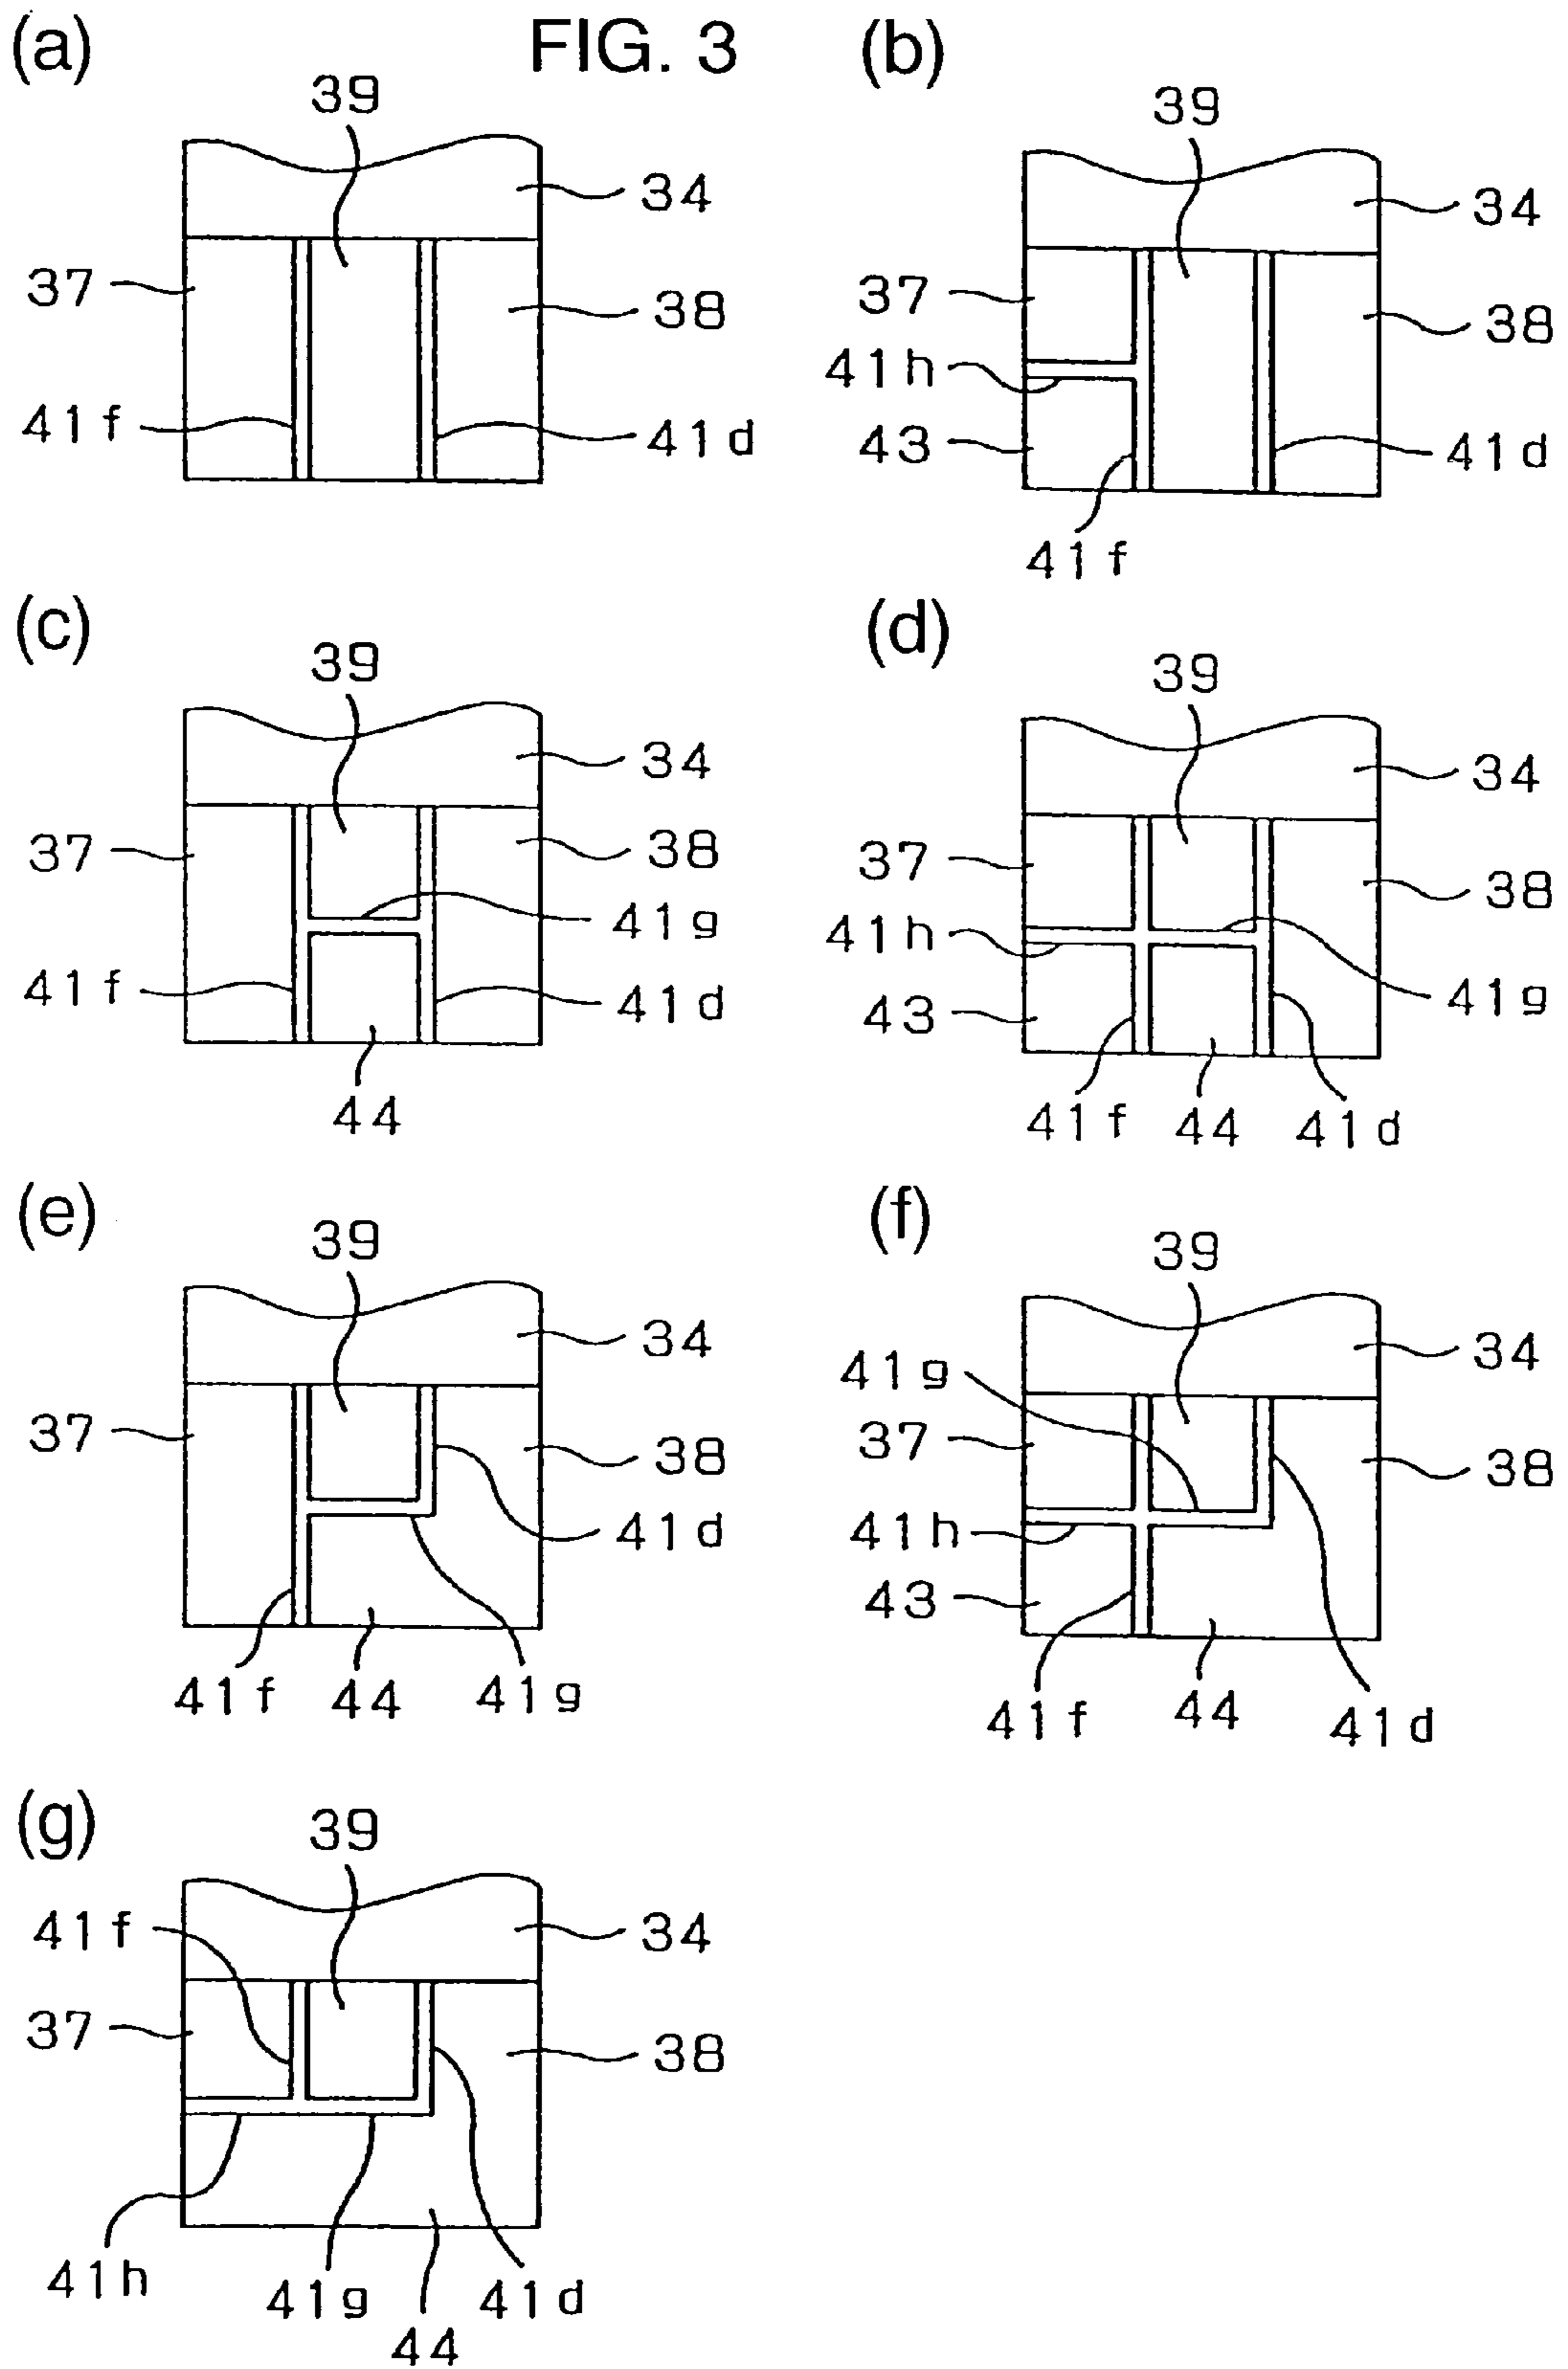 (a) FIG. 3 (b)
39 39
34 34
37 38 37 38
41h
41f 41d 43 41d
41f
(c) (d)
39 39
34 34
37 38 37 38
41g 41h
41f 41d 43 41g
44 41f 44 41d
(e) (f)
39 39
34 41g 34
37 38 37 38
41d 41h
43
41f 44 41g 41f 44 41d
(g)
39
41f 34
37 38
41h 41g 41d
44